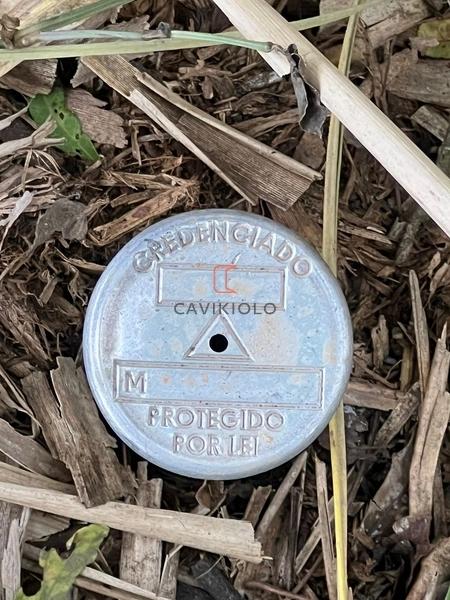 CREDENCIADO
CAVIKIOLO
M
PROTEGIDO
POR LEI